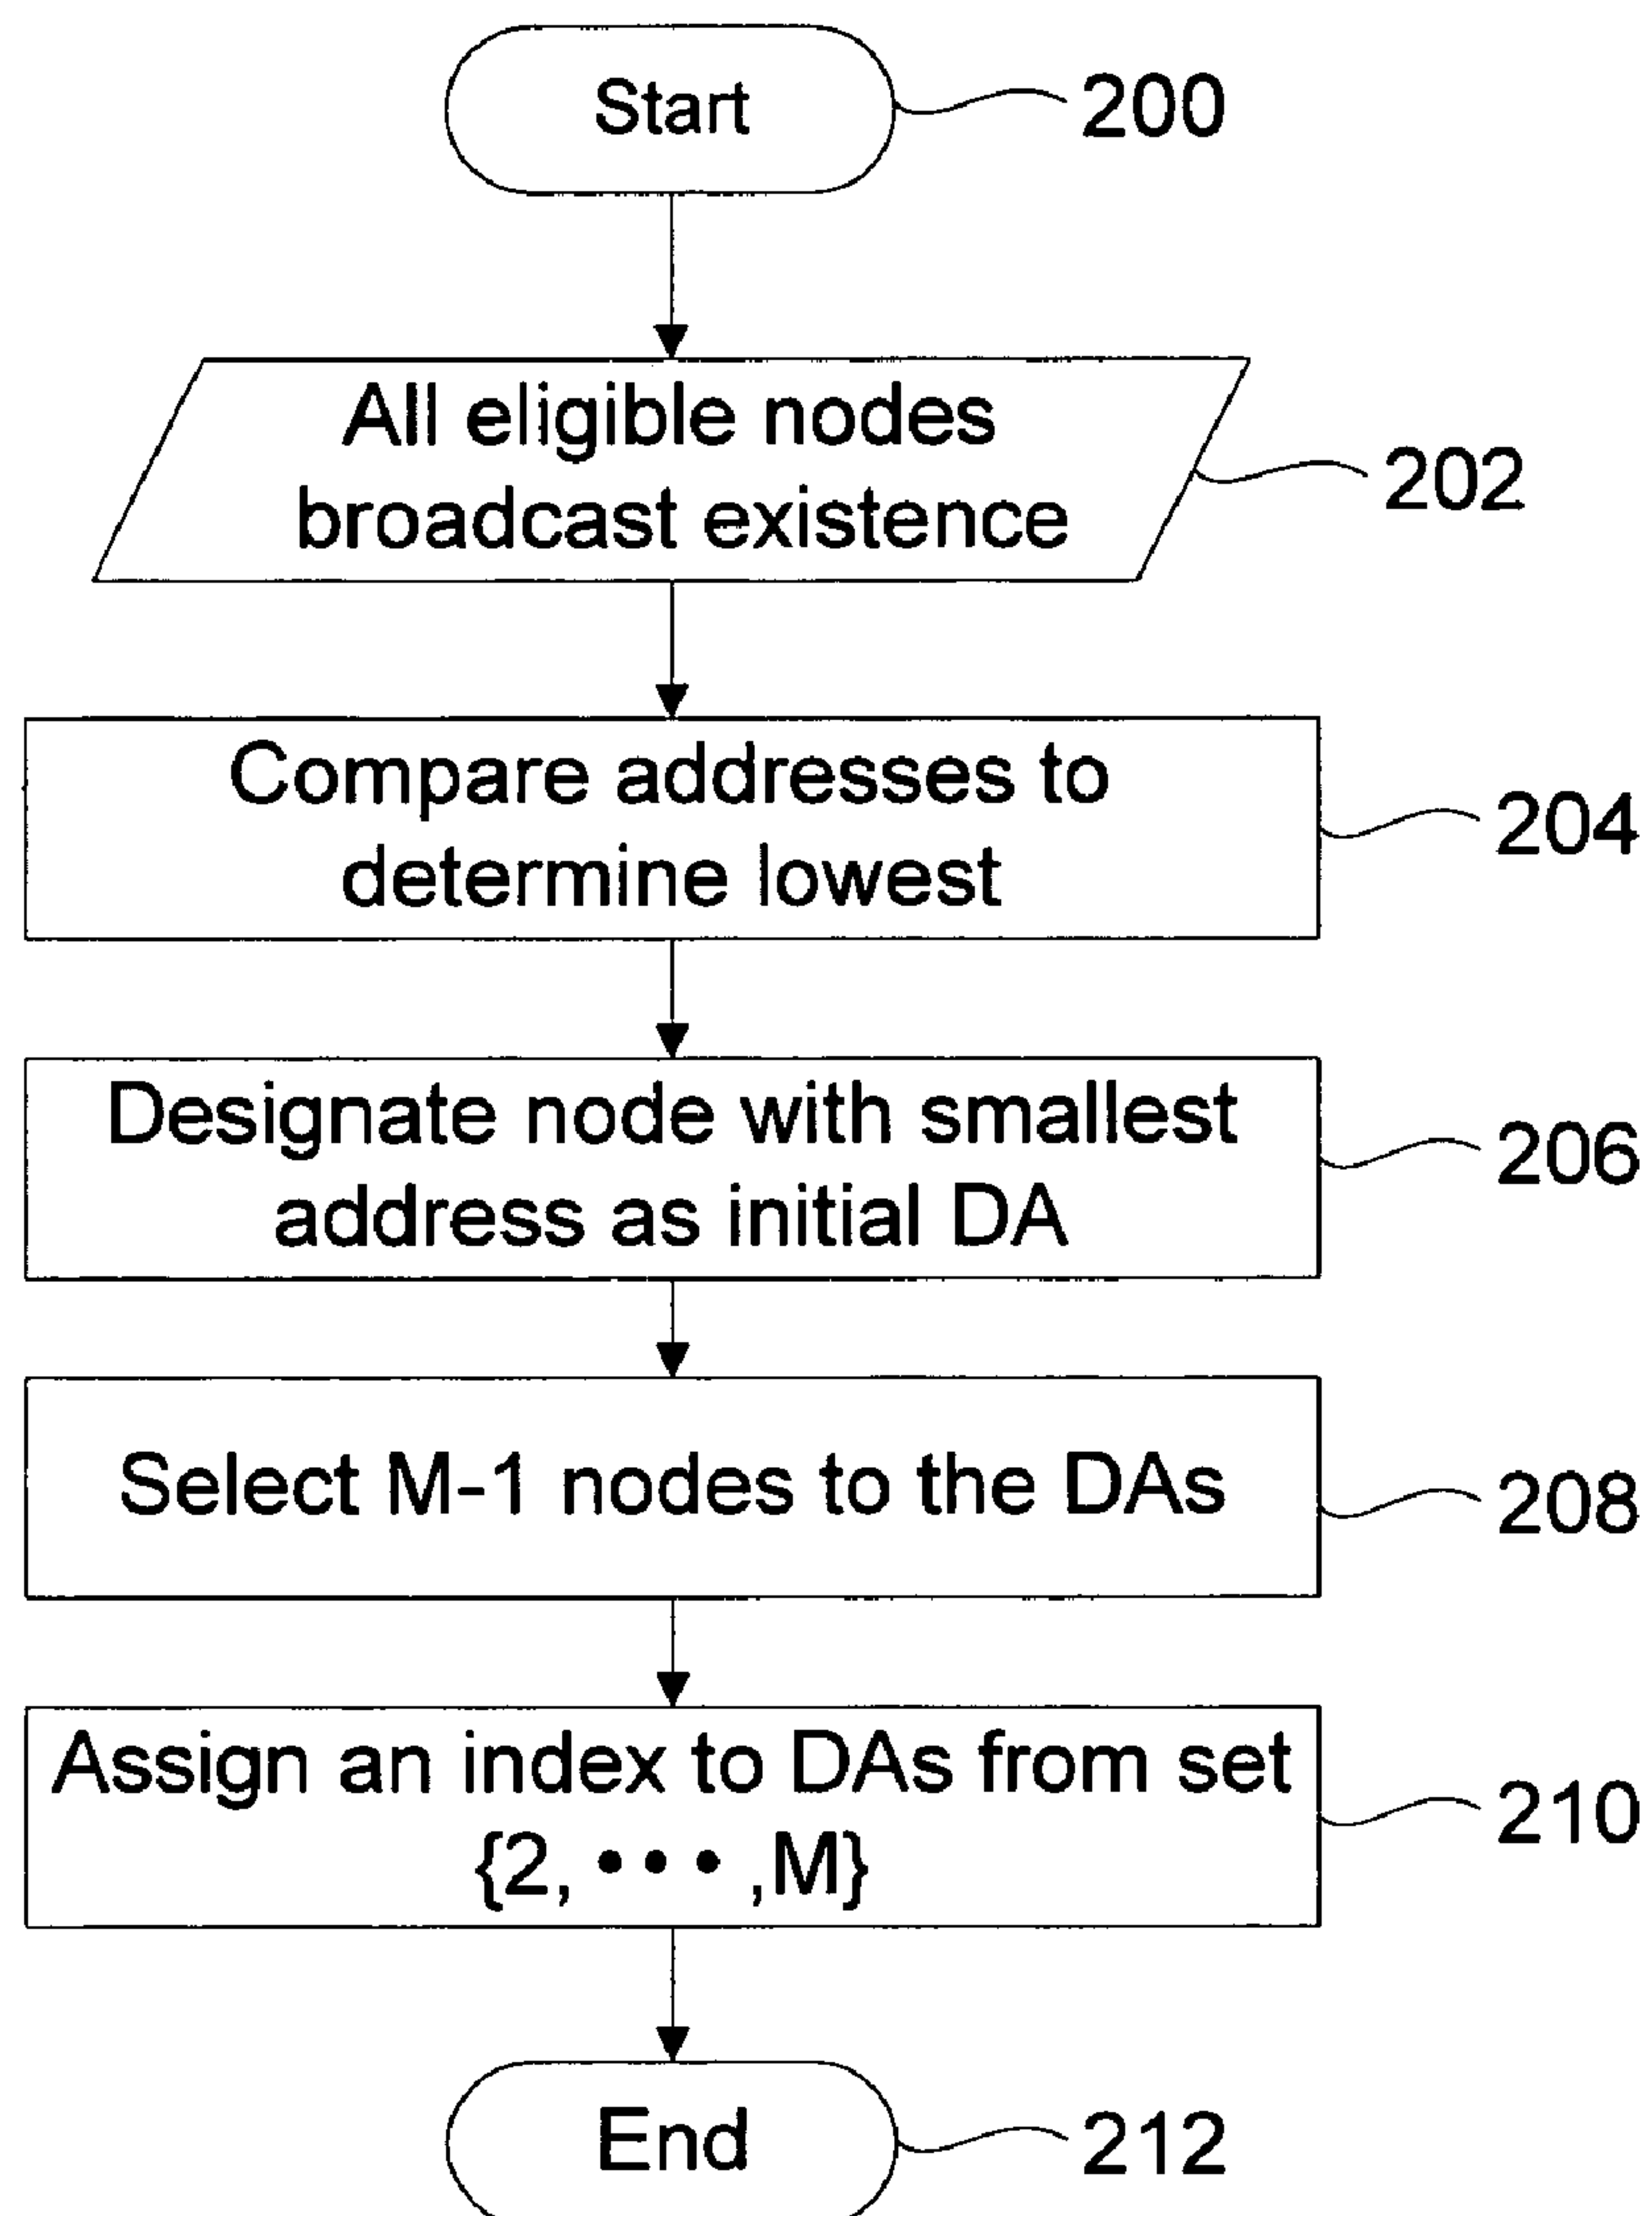 Start
200
All eligible nodes
broadcast existence
202
Compare addresses to
determine lowest
204
Designate node with smallest
address as initial DA
206
Select M-1 nodes to the DAs
208
Assign an index to DAs from set
{2, • • • ,M}
210
End
212